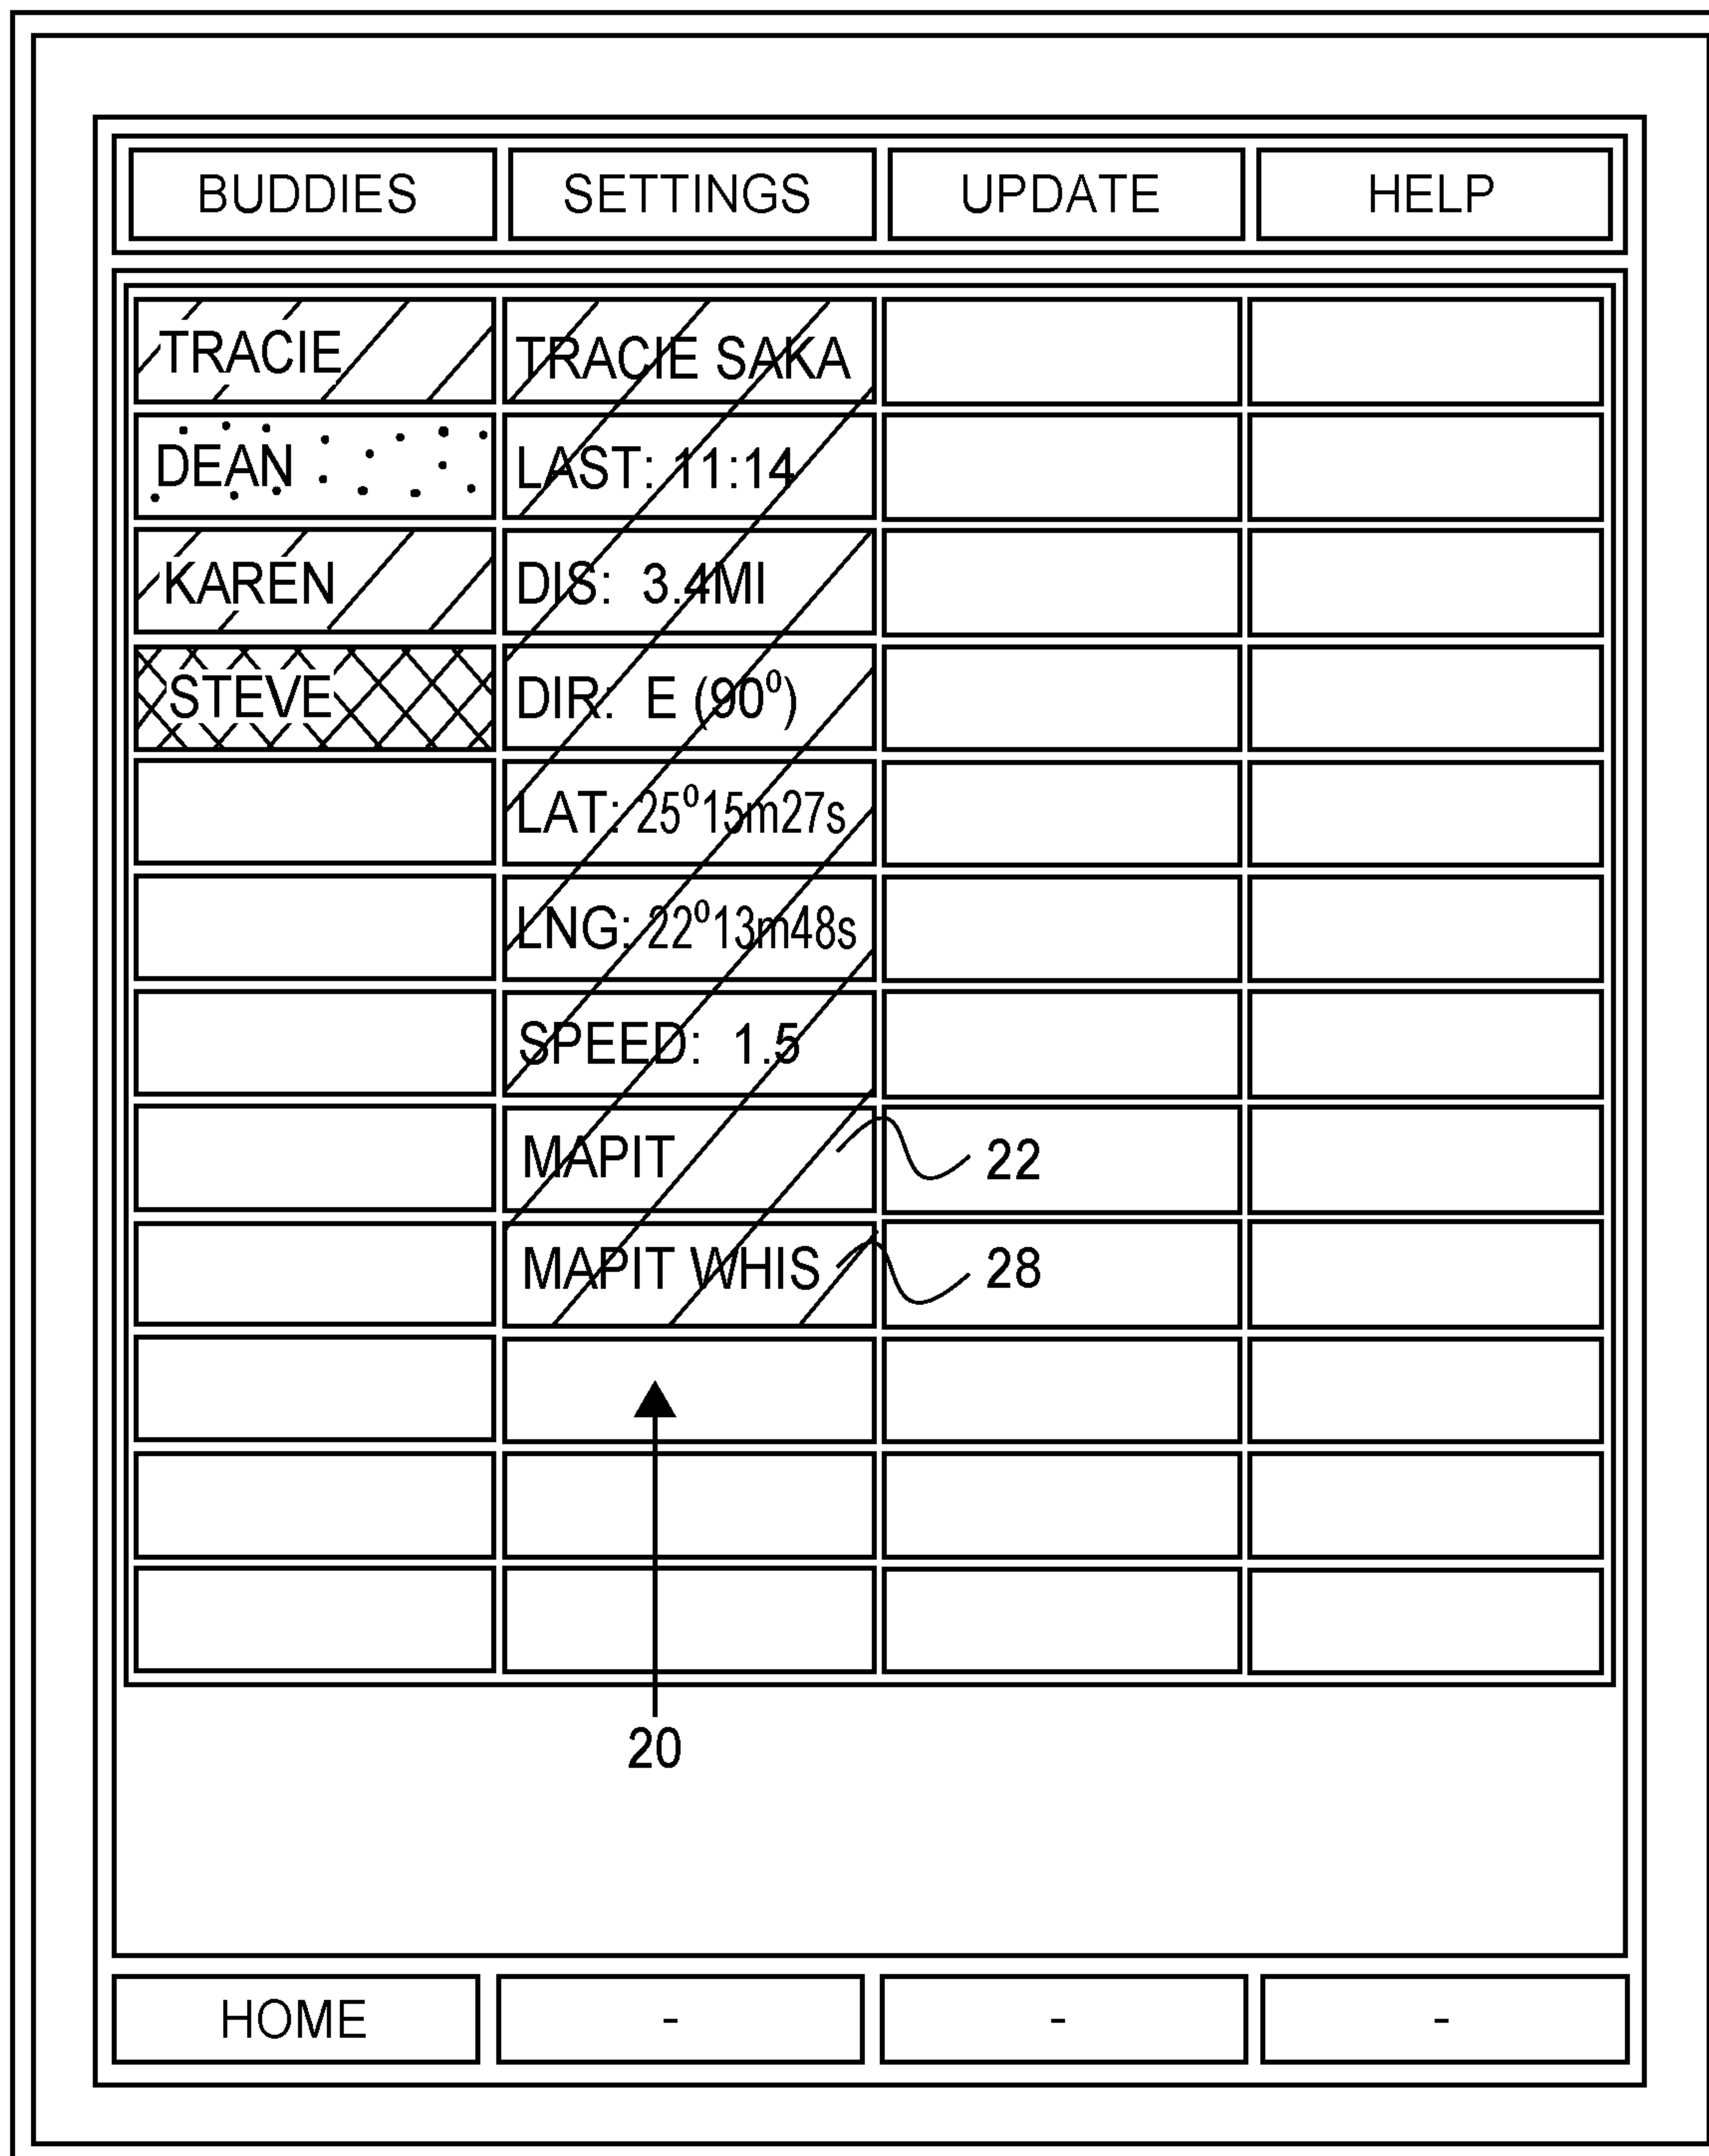 BUDDIES SETTINGS UPDATE HELP
TRACIE TRACIE SAKA
DEAN LAST: 11:14
KAREN DIS: 3.4MI
STEVE DIR: E (90⁰)
LAT: 25⁰15m27s
LNG: 22⁰13m48s
SPEED: 1.5
MAPIT 22
MAPIT WHIS 28
20
HOME - - -